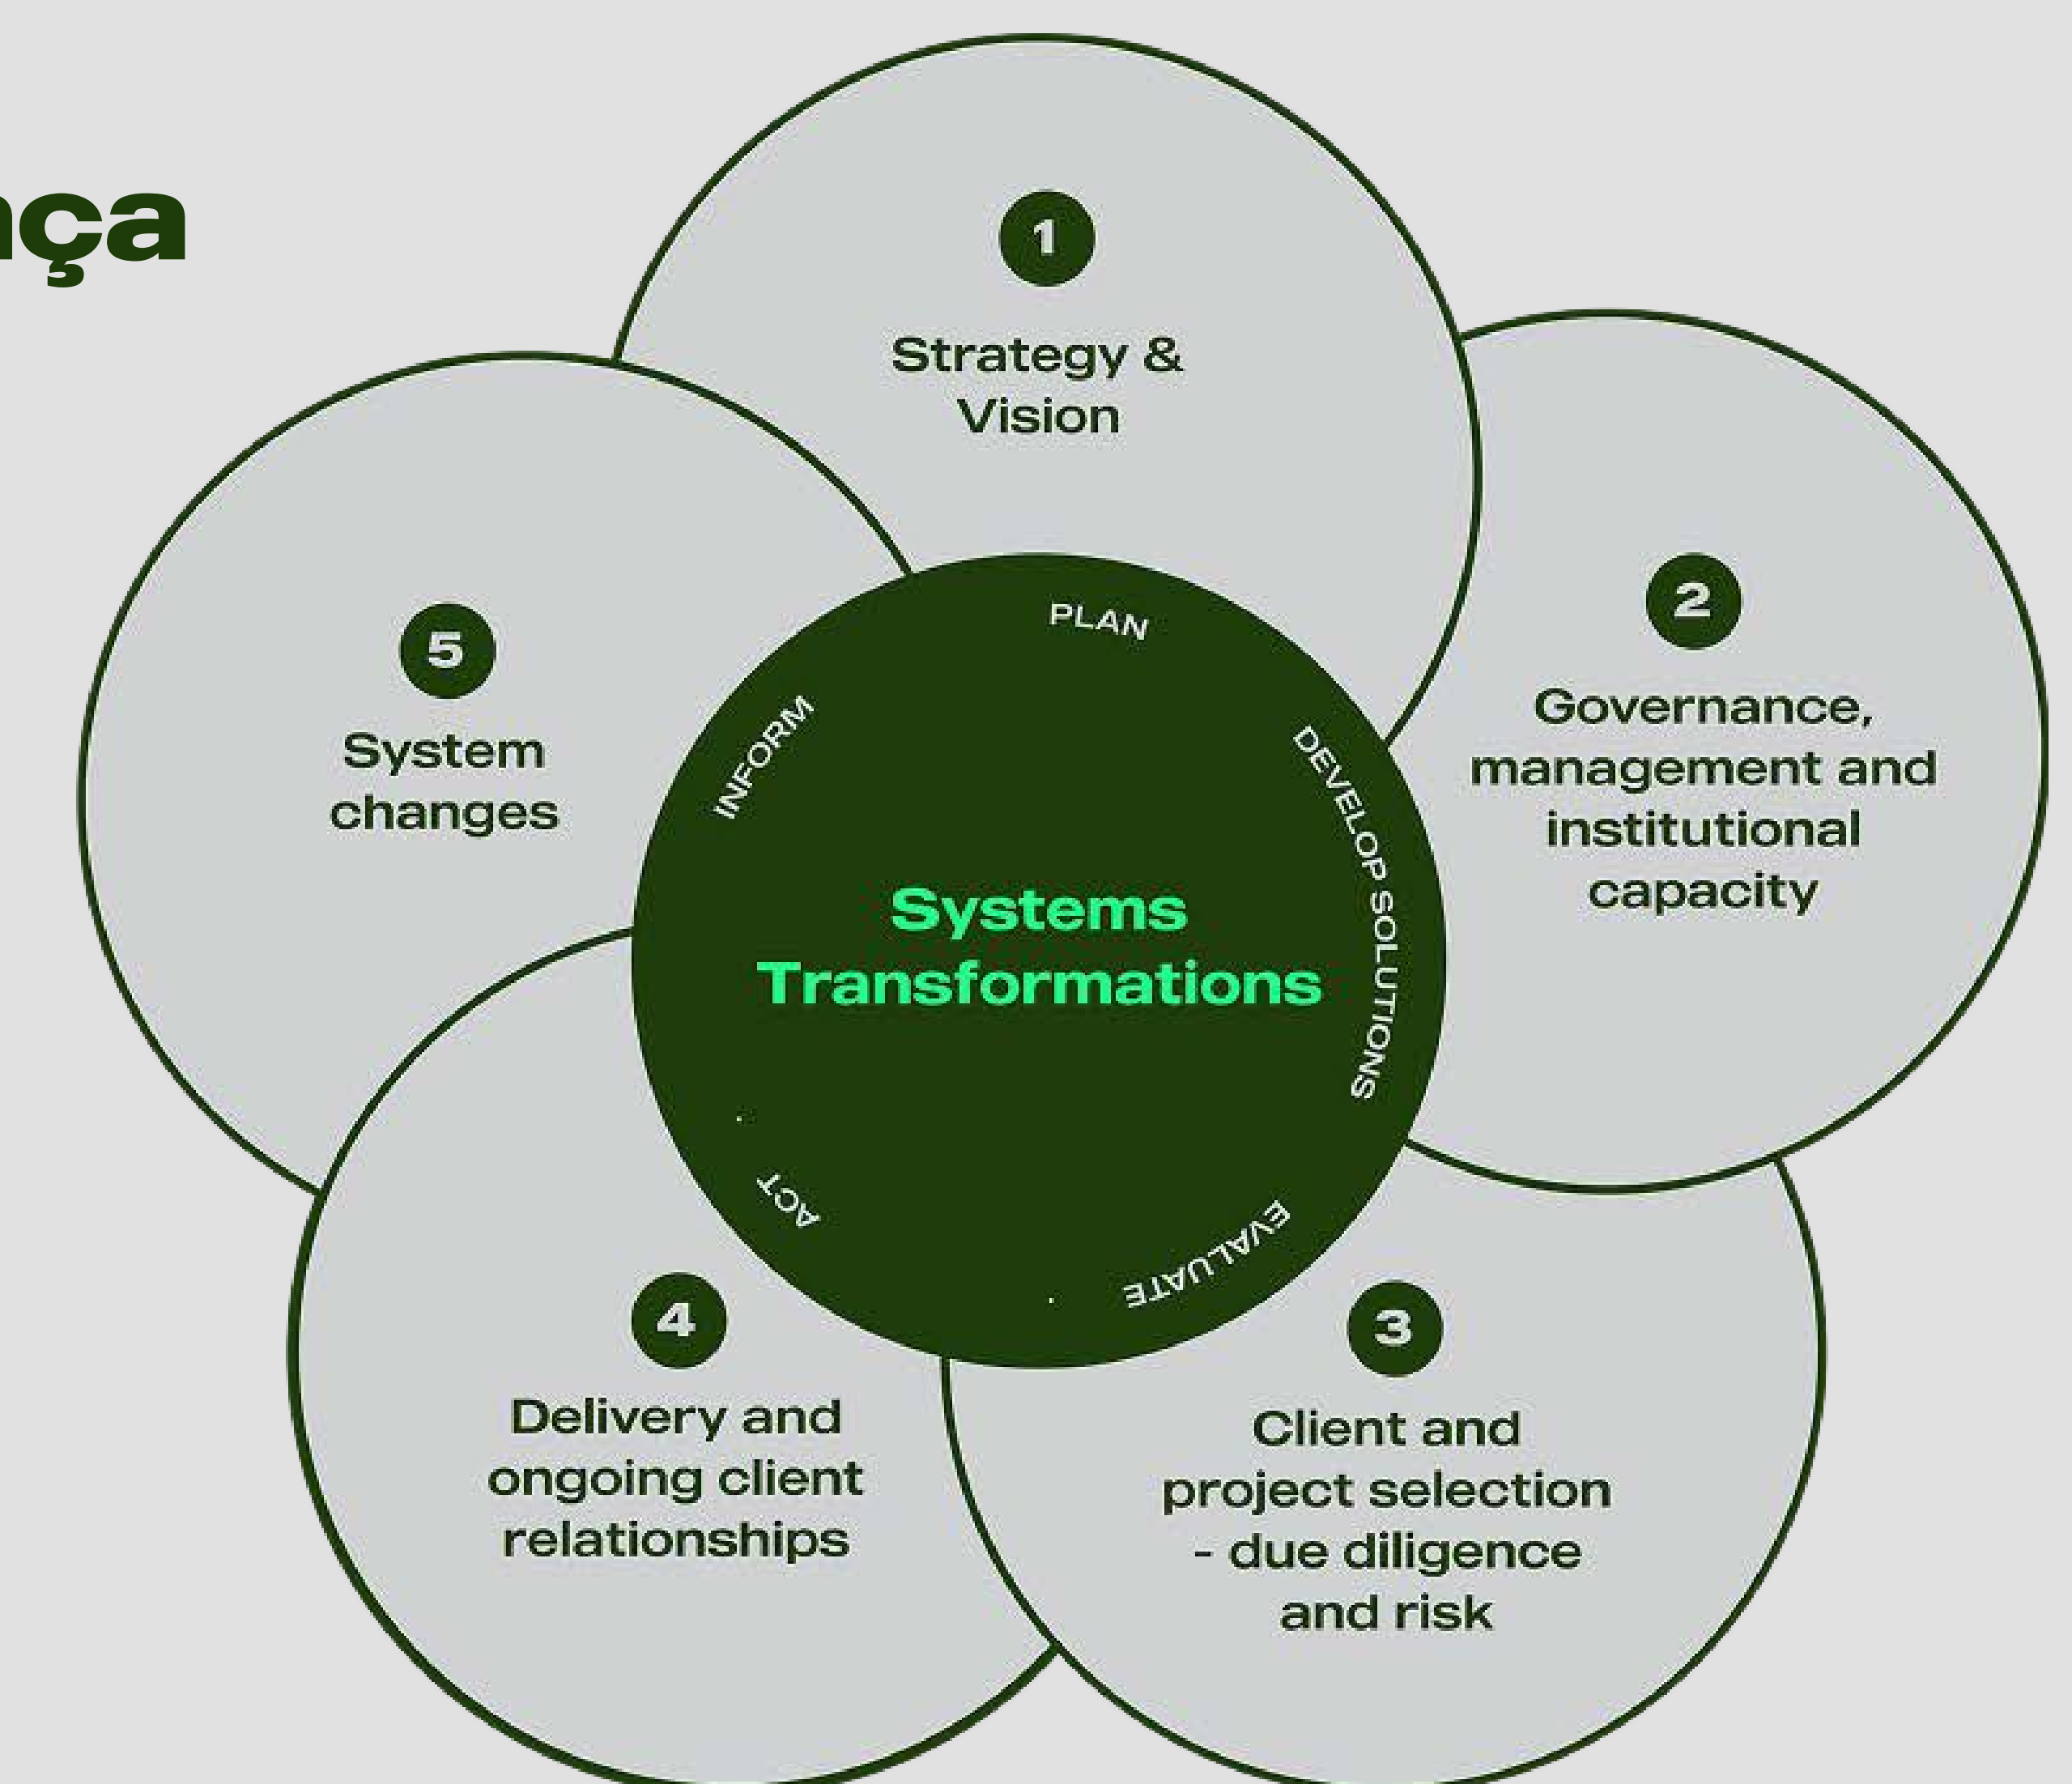 1
Strategy &
Vision
2
Governance,
management and
institutional
capacity
3
Client and
project selection
- due diligence
and risk
4
Delivery and
ongoing client
relationships
5
System
changes
PLAN
DEVELOP SOLUTIONS
EVALUATE
ACT
INFORM
Systems
Transformations